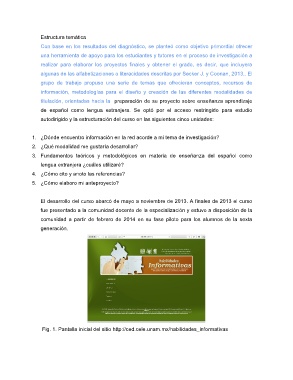 Estructura temática
Con base en los resultados del diagnóstico, se planteó como objetivo primordial ofrecer
una herramienta de apoyo para los estudiantes y tutores en el proceso de investigación a
realizar para elaborar los proyectos finales y obtener el grado, es decir, que incluyera
algunas de las alfabetizaciones o literacidades descritas por Secker J. y Coonan, 2013.. El
grupo de trabajo propuso una serie de temas que ofrecieran conceptos, recursos de
información, metodologías para el diseño y creación de las diferentes modalidades de
titulación, orientadas hacia la preparación de su proyecto sobre enseñanza aprendizaje
de español como lengua extranjera. Se optó por el acceso restringido para estudio
autodirigido y la estructuración del curso en las siguientes cinco unidades:
1. ¿Dónde encuentro información en la red acorde a mi tema de investigación?
2. ¿Qué modalidad me gustaría desarrollar?
3. Fundamentos teóricos y metodológicos en materia de enseñanza del español como
lengua extranjera ¿cuáles utilizaré?
4. ¿Cómo cito y anoto las referencias?
5. ¿Cómo elaboro mi anteproyecto?
El desarrollo del curso abarcó de mayo a noviembre de 2013. A finales de 2013 el curso
fue presentado a la comunidad docente de la especialización y estuvo a disposición de la
comunidad a partir de febrero de 2014 en su fase piloto para los alumnos de la sexta
generación.
Habilidades
Informativas
Fig. 1. Pantalla inicial del sitio http://ced.cele.unam.mx/habilidades_informativas